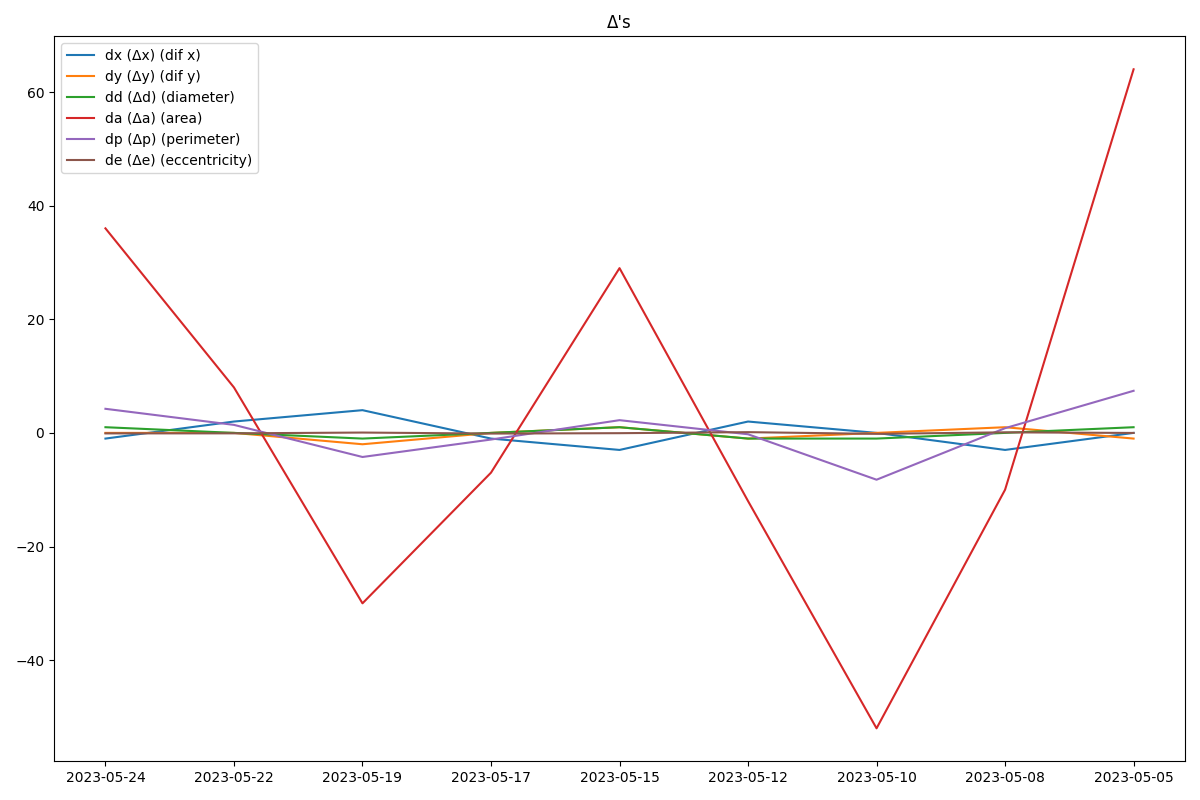 Δ's
dx (Δx) (dif x)
dy (Δy) (dif y)
dd (Δd) (diameter)
da (Δa) (area)
dp (Δp) (perimeter)
de (Δe) (eccentricity)
60
40
20
0
−20
−40
2023-05-24 2023-05-22 2023-05-19 2023-05-17 2023-05-15 2023-05-12 2023-05-10 2023-05-08 2023-05-05